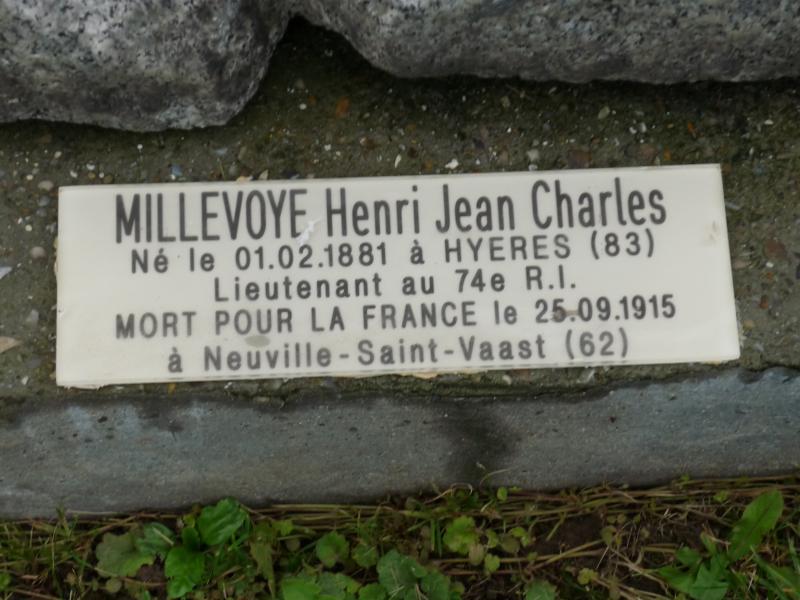 MILLEVOYE Henri Jean Charles
Né le 01.02.1881 à HYERES (83)
Lieutenant au 74e R.I.
MORT POUR LA FRANCE le 25.09.1915
à Neuville-Saint-Vaast (62)